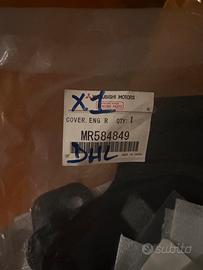 MITSUBISHI MOTORS
X1
COVER, ENG R QTY. 1
MR584849
DHL
subito